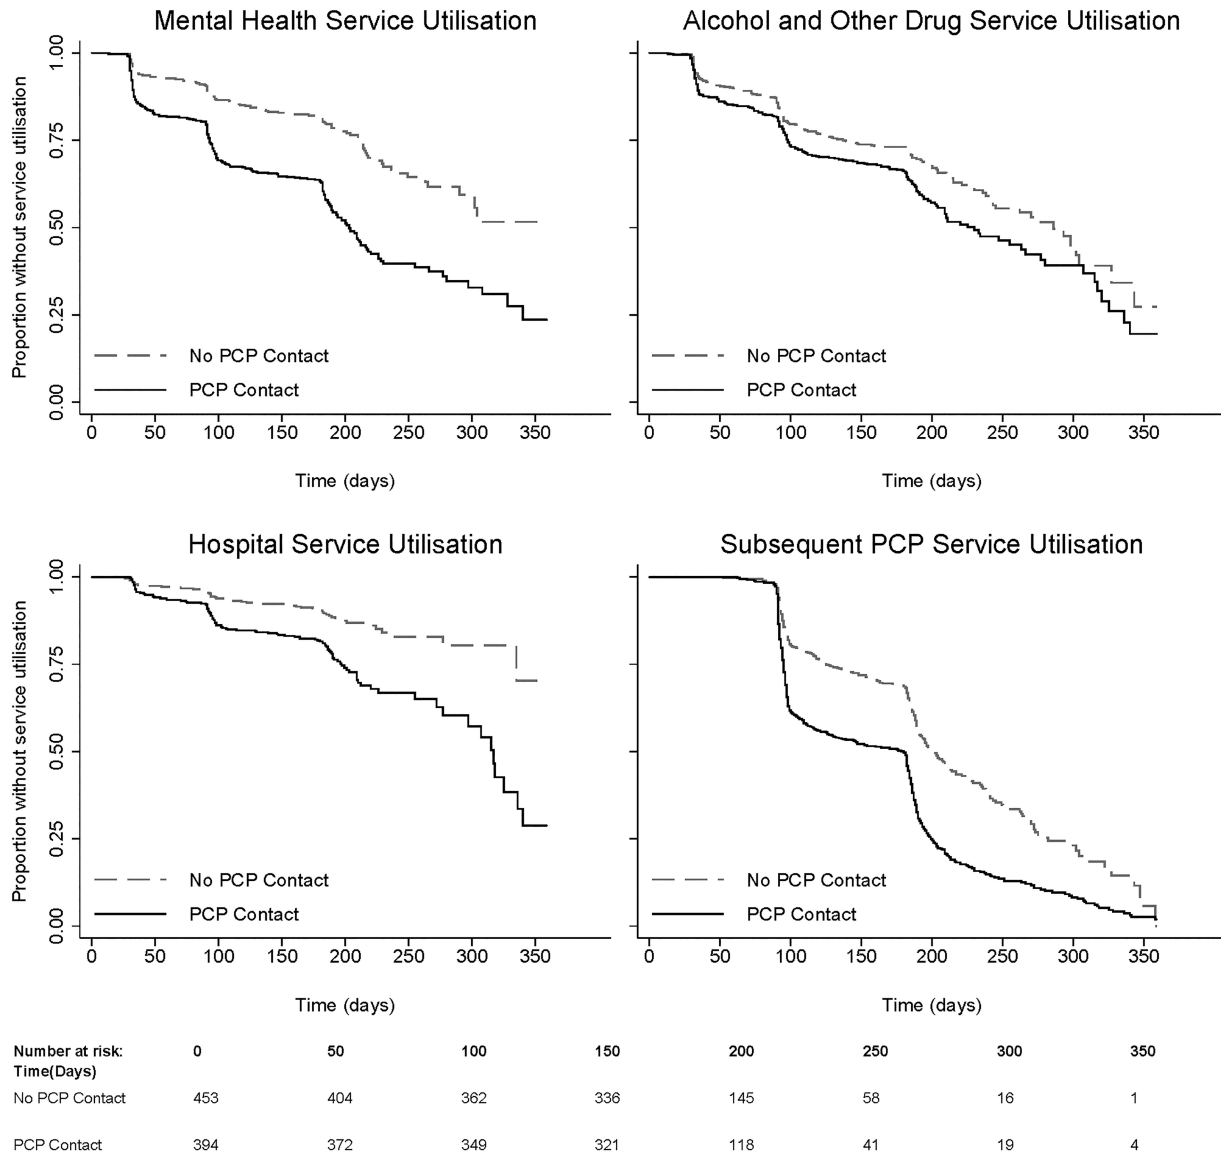 Mental Health Service Utilisation
Proportion without service utilisation
1.00
0.75
0.50
0.25
0.00
No PCP Contact
PCP Contact
0 50 100 150 200 250 300 350
Time (days)
Alcohol and Other Drug Service Utilisation
No PCP Contact
PCP Contact
0 50 100 150 200 250 300 350
Time (days)
Hospital Service Utilisation
Proportion without service utilisation
1.00
0.75
0.50
0.25
0.00
No PCP Contact
PCP Contact
0 50 100 150 200 250 300 350
Time (days)
Subsequent PCP Service Utilisation
No PCP Contact
PCP Contact
0 50 100 150 200 250 300 350
Time (days)
Number at risk: 0 50 100 150 200 250 300 350
Time(Days)
No PCP Contact 453 404 362 336 145 58 16 1
PCP Contact 394 372 349 321 118 41 19 4